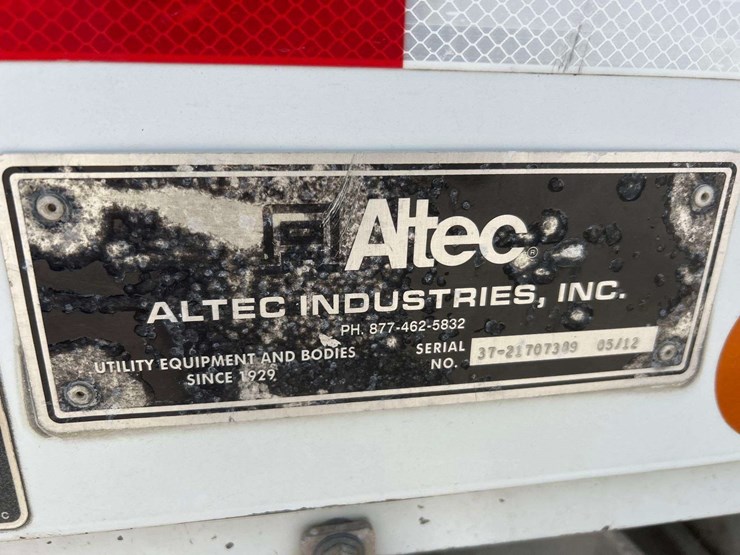 Altec®
ALTEC INDUSTRIES, INC.
PH. 877-462-5832
UTILITY EQUIPMENT AND BODIES
SINCE 1929
SERIAL NO. 37-21707389 05/12
C